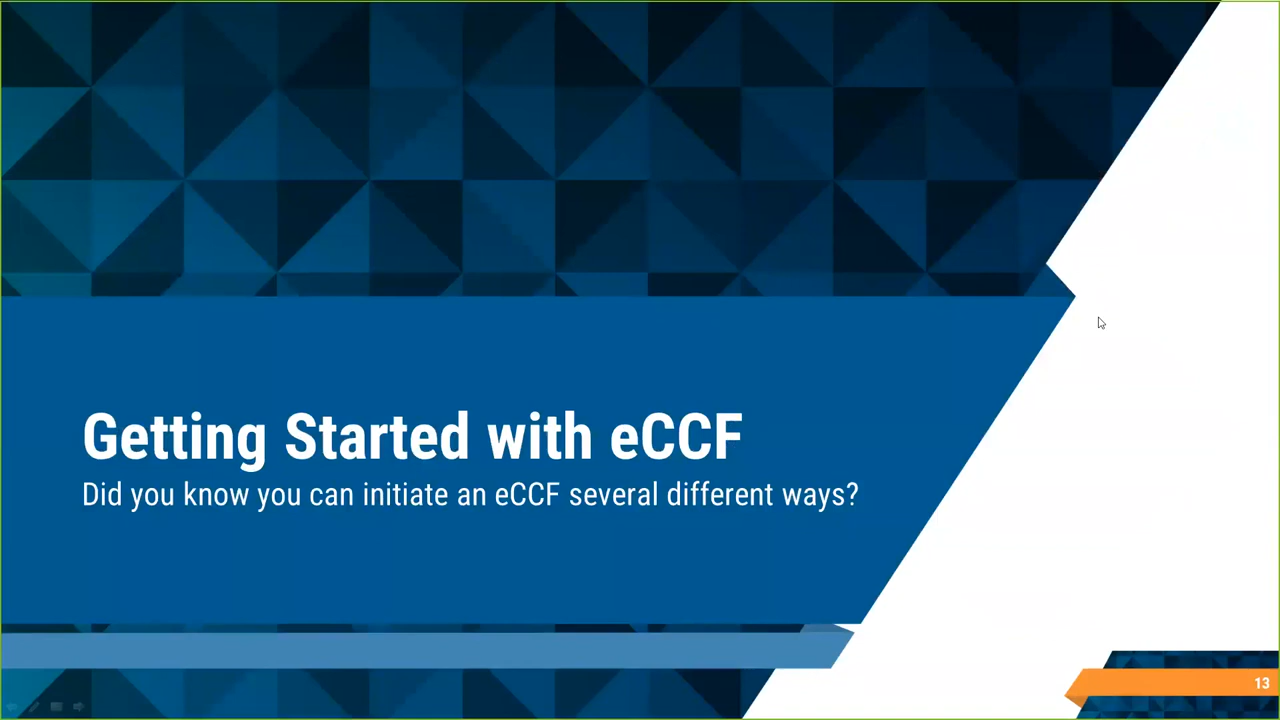 Getting Started with eCCF
Did you know you can initiate an eCCF several different ways?
13